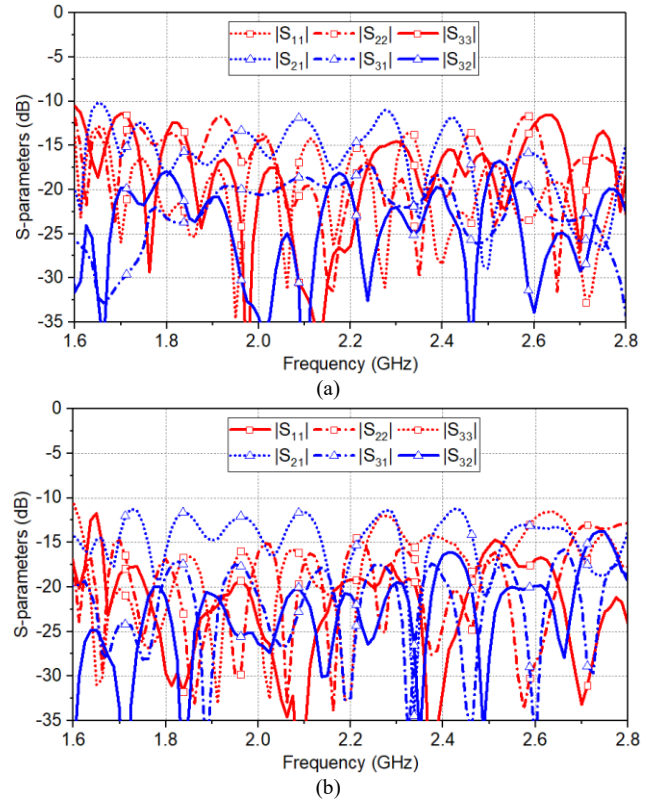 0
|S₁₁| |S₂₂| |S₃₃|
|S₂₁| |S₃₁| |S₃₂|
-5
-10
-15
-20
-25
-30
-35
S-parameters (dB)
1.6 1.8 2.0 2.2 2.4 2.6 2.8
Frequency (GHz)
(a)
0
|S₁₁| |S₂₂| |S₃₃|
|S₂₁| |S₃₁| |S₃₂|
-5
-10
-15
-20
-25
-30
-35
S-parameters (dB)
1.6 1.8 2.0 2.2 2.4 2.6 2.8
Frequency (GHz)
(b)